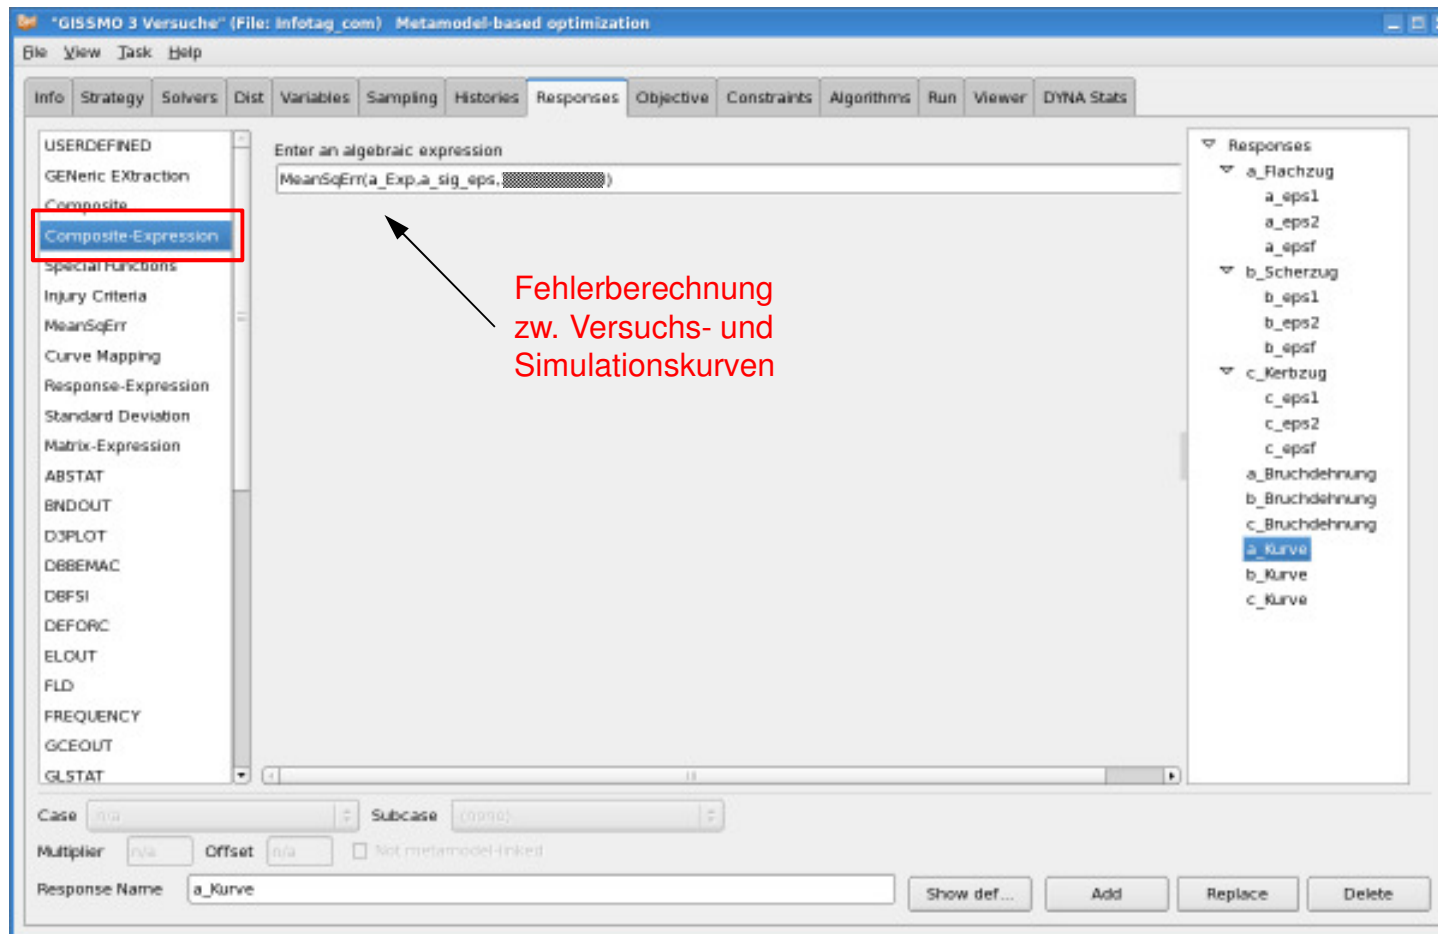 "GISSMO 3 Versuche" (File: Infotag_com) Metamodel-based optimization
File View Task Help
Info Strategy Solvers Dist Variables Sampling Histories Responses Objective Constraints Algorithms Run Viewer DYNA Stats
USERDEFINED
GENeric EXtraction
Composite
Composite-Expression
Special Functions
Injury Criteria
MeanSqErr
Curve Mapping
Response-Expression
Standard Deviation
Matrix-Expression
ABSTAT
BNDOUT
D3PLOT
DBBEMAC
DBFSI
DEFORC
ELOUT
FLD
FREQUENCY
GCEOUT
GLSTAT
Enter an algebraic expression
MeanSqErr(a_Exp,a_sig_eps, )
Fehlerberechnung
zw. Versuchs- und
Simulationskurven
Responses
a_Flachzug
a_eps1
a_eps2
a_epsf
b_Scherzug
b_eps1
b_eps2
b_epsf
c_Kerbzug
c_eps1
c_eps2
c_epsf
a_Bruchdehnung
b_Bruchdehnung
c_Bruchdehnung
a_Kurve
b_Kurve
c_Kurve
Case n/a Subcase (none)
Multiplier n/a Offset n/a Not metamodel-linked
Response Name a_Kurve Show def... Add Replace Delete